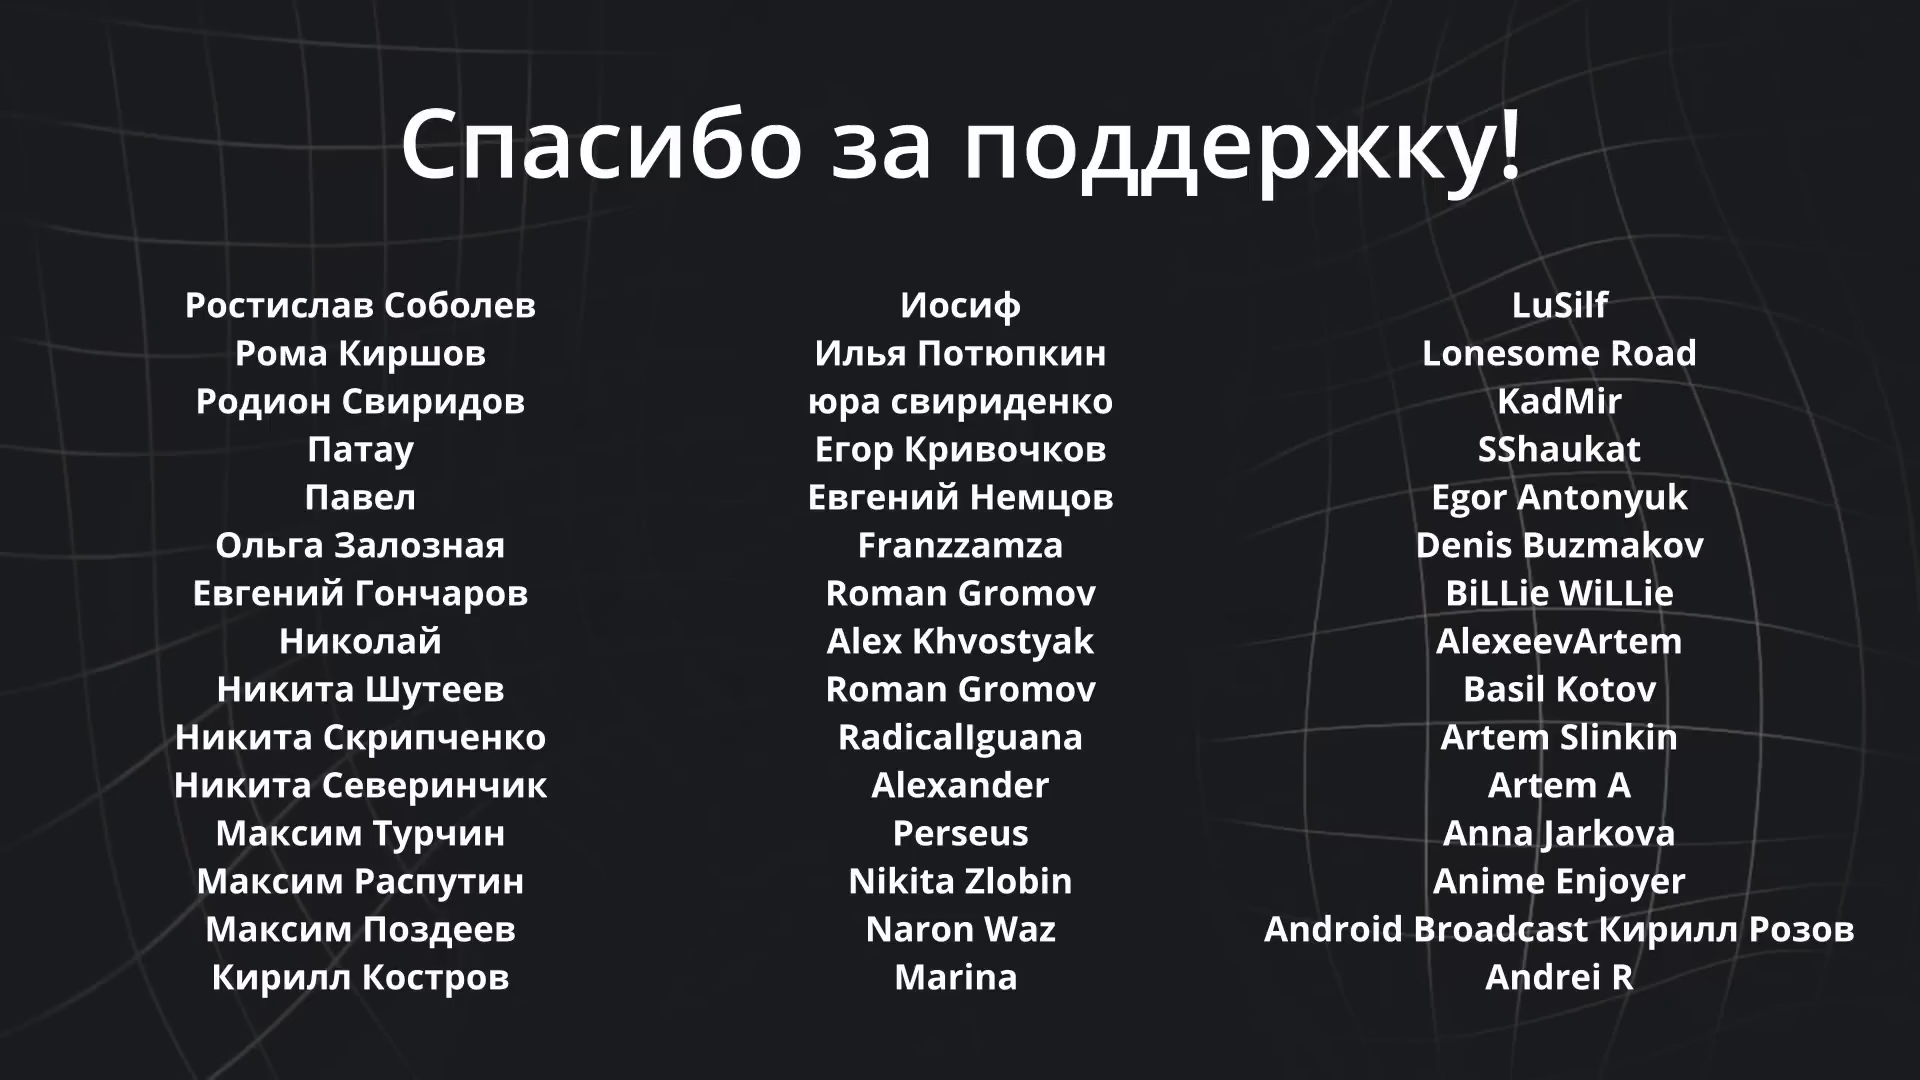 Спасибо за поддержку!
Ростислав Соболев
Рома Киршов
Родион Свиридов
Патау
Павел
Ольга Залозная
Евгений Гончаров
Николай
Никита Шутеев
Никита Скрипченко
Никита Северинчик
Максим Турчин
Максим Распутин
Максим Поздеев
Кирилл Костров
Иосиф
Илья Потюпкин
юра свириденко
Егор Кривочков
Евгений Немцов
Franzzamza
Roman Gromov
Alex Khvostyak
Roman Gromov
RadicalIguana
Alexander
Perseus
Nikita Zlobin
Naron Waz
Marina
LuSilf
Lonesome Road
KadMir
SShaukat
Egor Antonyuk
Denis Buzmakov
BiLLie WiLLie
AlexeevArtem
Basil Kotov
Artem Slinkin
Artem A
Anna Jarkova
Anime Enjoyer
Android Broadcast Кирилл Розов
Andrei R